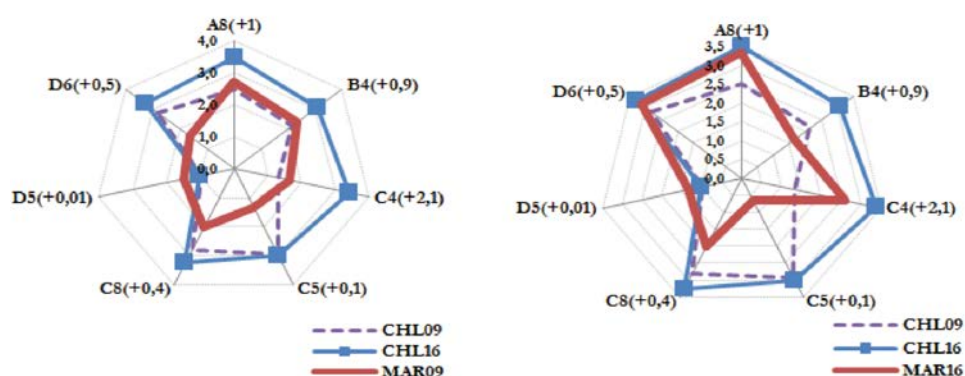 A8(+1)
4,0
3,0
2,0
1,0
0,0
B4(+0,9)
C4(+2,1)
C5(+0,1)
C8(+0,4)
D5(+0,01)
D6(+0,5)
CHL09
CHL16
MAR09
A8(+1)
3,5
3,0
2,5
2,0
1,5
1,0
0,5
0,0
B4(+0,9)
C4(+2,1)
C5(+0,1)
C8(+0,4)
D5(+0,01)
D6(+0,5)
CHL09
CHL16
MAR16